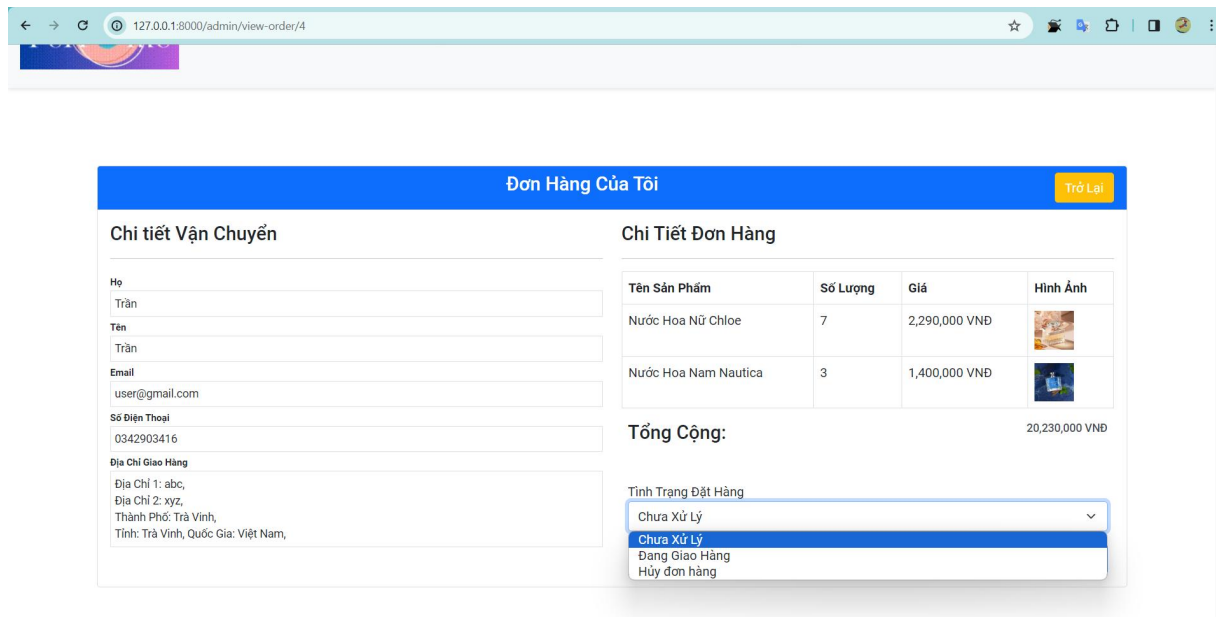 127.0.0.1:8000/admin/view-order/4
Đơn Hàng Của Tôi
Trở Lại
Chi tiết Vận Chuyển
Họ
Trần
Tên
Trần
Email
user@gmail.com
Số Điện Thoại
0342903416
Địa Chỉ Giao Hàng
Địa Chỉ 1: abc,
Địa Chỉ 2: xyz,
Thành Phố: Trà Vinh,
Tỉnh: Trà Vinh, Quốc Gia: Việt Nam,
Chi Tiết Đơn Hàng
Tên Sản Phẩm Số Lượng Giá Hình Ảnh
Nước Hoa Nữ Chloe 7 2,290,000 VNĐ
Nước Hoa Nam Nautica 3 1,400,000 VNĐ
Tổng Cộng: 20,230,000 VNĐ
Tình Trạng Đặt Hàng
Chưa Xử Lý
Chưa Xử Lý
Đang Giao Hàng
Hủy đơn hàng